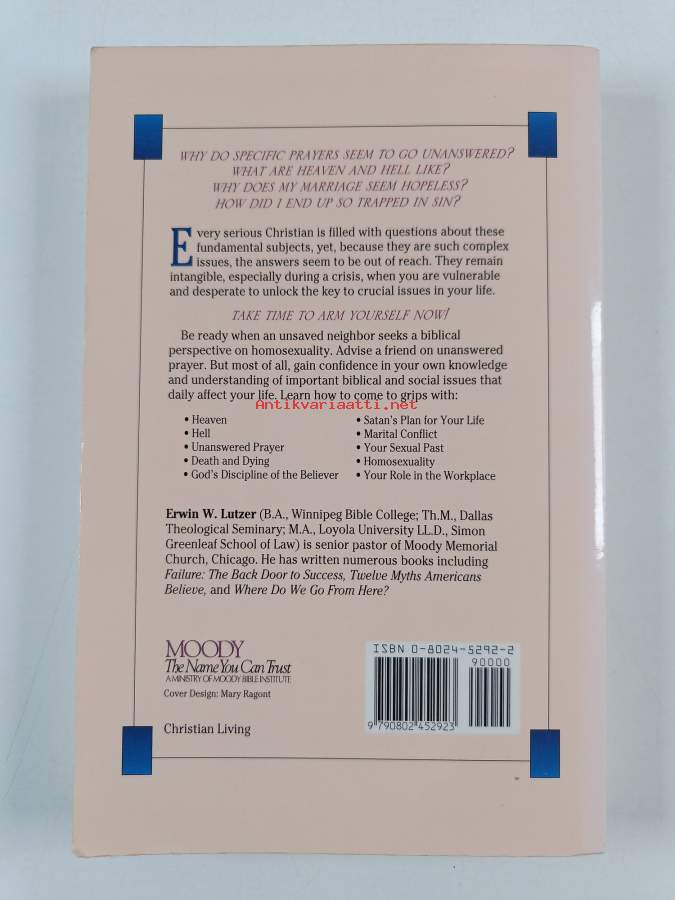 WHY DO SPECIFIC PRAYERS SEEM TO GO UNANSWERED?
WHAT ARE HEAVEN AND HELL LIKE?
WHY DOES MY MARRIAGE SEEM HOPELESS?
HOW DID I END UP SO TRAPPED IN SIN?
Every serious Christian is filled with questions about these
fundamental subjects, yet, because they are such complex
issues, the answers seem to be out of reach. They remain
intangible, especially during a crisis, when you are vulnerable
and desperate to unlock the key to crucial issues in your life.
TAKE TIME TO ARM YOURSELF NOW!
Be ready when an unsaved neighbor seeks a biblical
perspective on homosexuality. Advise a friend on unanswered
prayer. But most of all, gain confidence in your own knowledge
and understanding of important biblical and social issues that
daily affect your life. Learn how to come to grips with:
Antikvariaatti.net
• Heaven
• Hell
• Unanswered Prayer
• Death and Dying
• God's Discipline of the Believer
• Satan's Plan for Your Life
• Marital Conflict
• Your Sexual Past
• Homosexuality
• Your Role in the Workplace
Erwin W. Lutzer (B.A., Winnipeg Bible College; Th.M., Dallas
Theological Seminary; M.A., Loyola University LL.D., Simon
Greenleaf School of Law) is senior pastor of Moody Memorial
Church, Chicago. He has written numerous books including
Failure: The Back Door to Success, Twelve Myths Americans
Believe, and Where Do We Go From Here?
MOODY
The Name You Can Trust
A MINISTRY OF MOODY BIBLE INSTITUTE
Cover Design: Mary Ragont
Christian Living
ISBN 0-8024-5292-2
90000
9 790802 452923